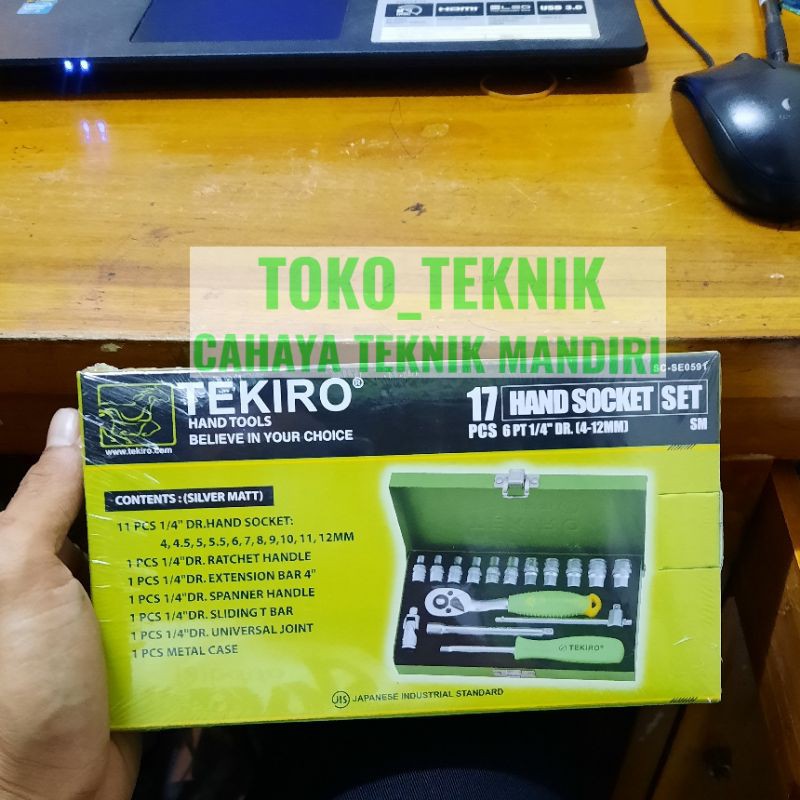 HDMI
USB 3.0
TOKO_TEKNIK
CAHAYA TEKNIK MANDIRI
SC-SE0591
TEKIRO®
HAND TOOLS
BELIEVE IN YOUR CHOICE
www.tekiro.com
17 PCS
HAND SOCKET SET
6 PT 1/4" DR. (4-12MM)
SM
CONTENTS : (SILVER MATT)
11 PCS 1/4" DR.HAND SOCKET:
4, 4.5, 5, 5.5, 6, 7, 8, 9,10, 11, 12MM
1 PCS 1/4"DR. RATCHET HANDLE
1 PCS 1/4"DR. EXTENSION BAR 4"
1 PCS 1/4"DR. SPANNER HANDLE
1 PCS 1/4"DR. SLIDING T BAR
1 PCS 1/4"DR. UNIVERSAL JOINT
1 PCS METAL CASE
TEKIRO®
JIS JAPANESE INDUSTRIAL STANDARD